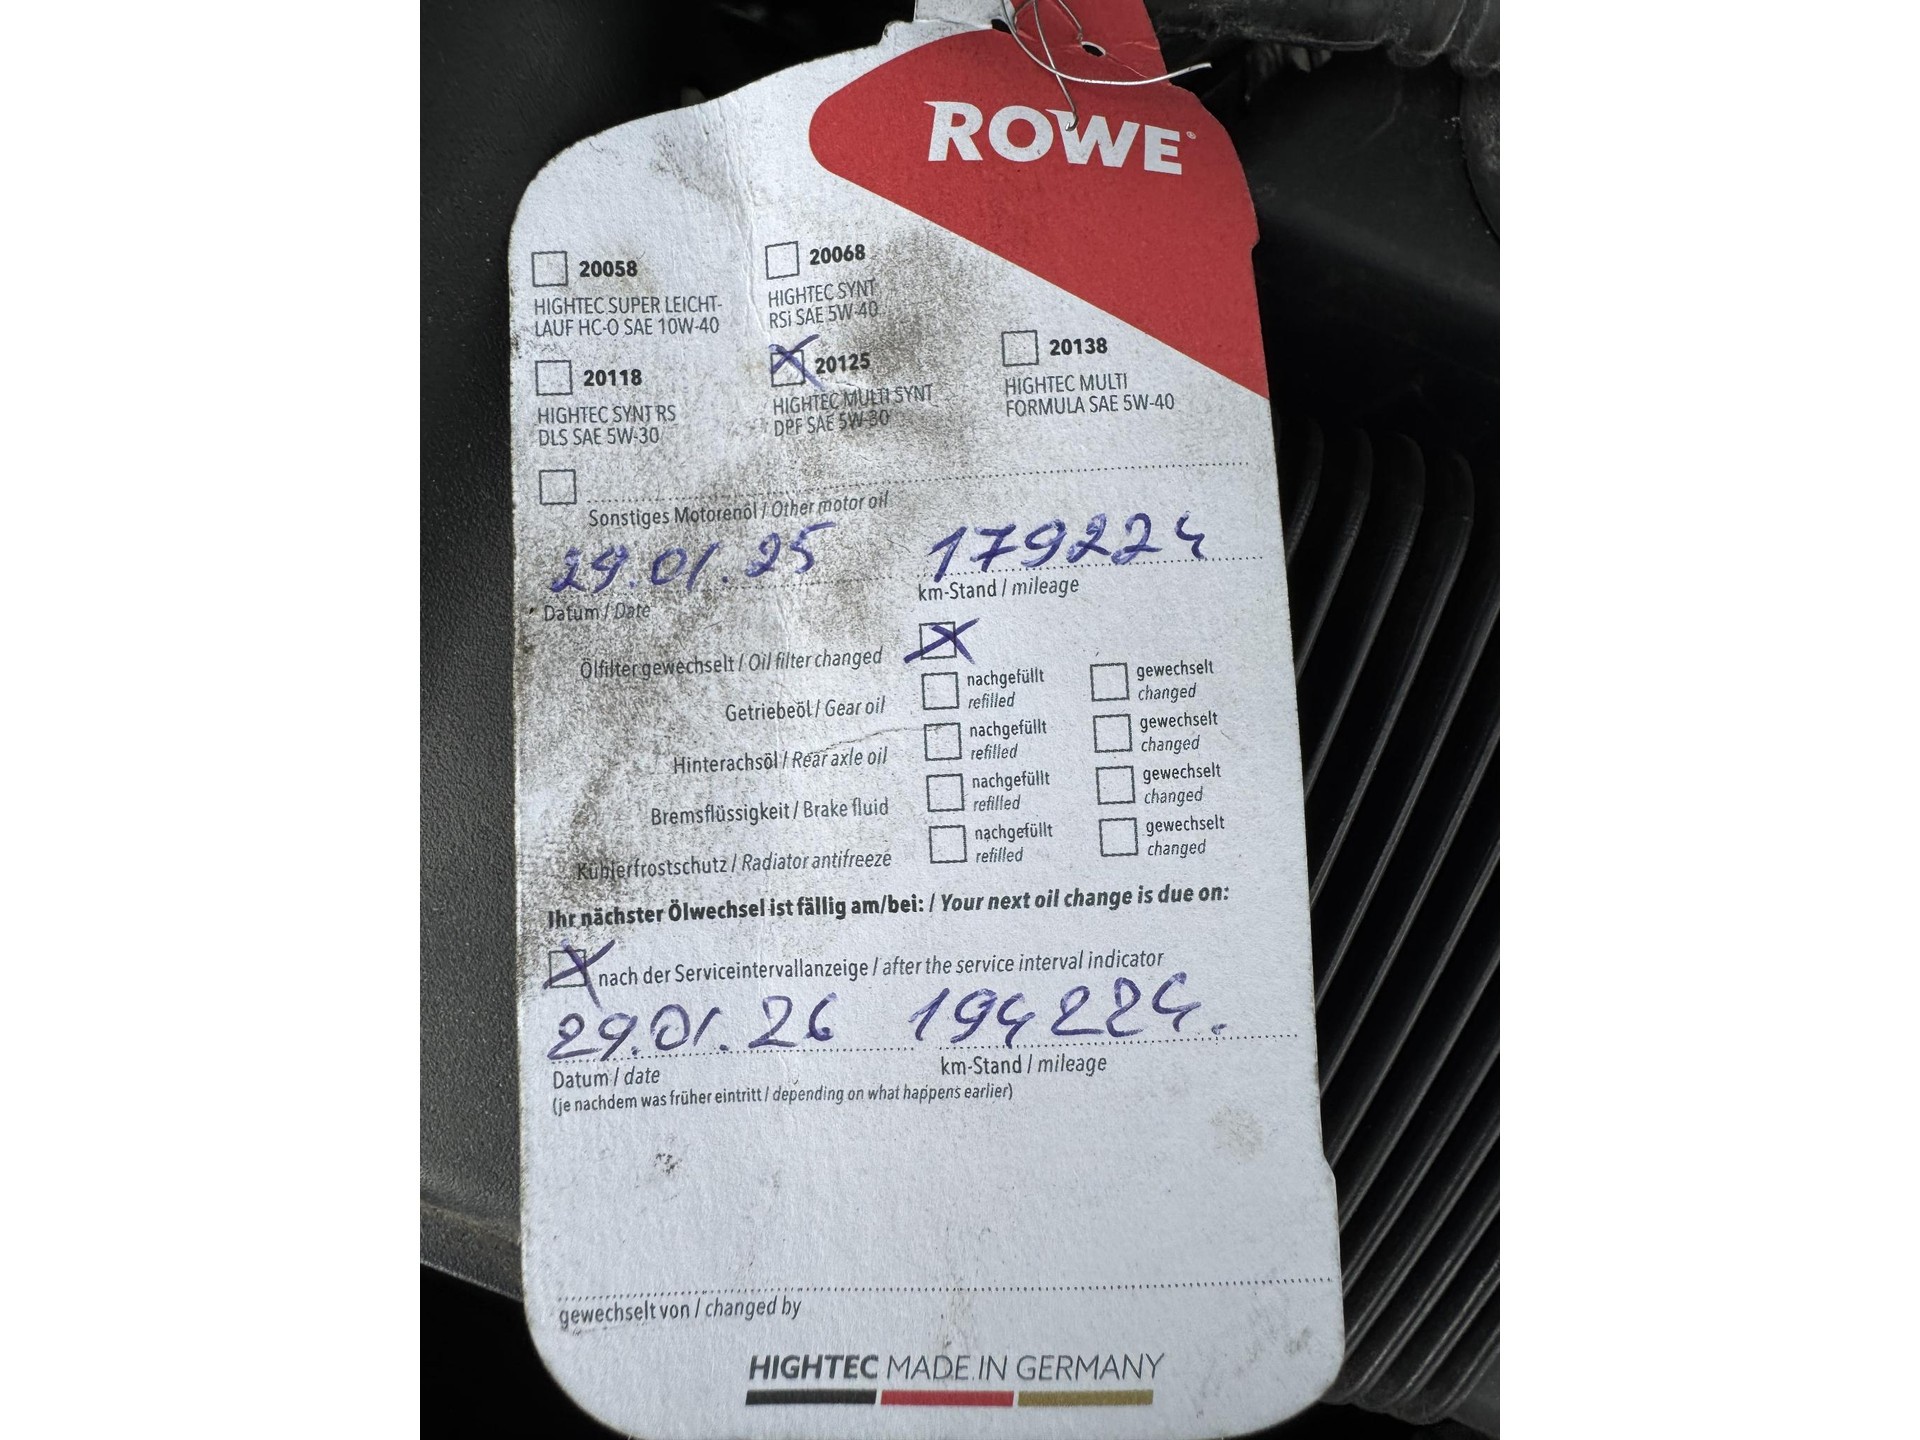 ROWE®
20058
HIGHTEC SUPER LEICHT-
LAUF HC-O SAE 10W-40
20068
HIGHTEC SYNT
RSi SAE 5W-40
20118
HIGHTEC SYNT RS
DLS SAE 5W-30
20125
HIGHTEC MULTI SYNT
DPF SAE 5W-30
20138
HIGHTEC MULTI
FORMULA SAE 5W-40
Sonstiges Motorenöl / Other motor oil
29.01.25 179224
Datum / Date km-Stand / mileage
Ölfilter gewechselt / Oil filter changed
Getriebeöl / Gear oil nachgefüllt gewechselt
refilled changed
Hinterachsöl / Rear axle oil nachgefüllt gewechselt
refilled changed
Bremsflüssigkeit / Brake fluid nachgefüllt gewechselt
refilled changed
Kühlerfrostschutz / Radiator antifreeze nachgefüllt gewechselt
refilled changed
Ihr nächster Ölwechsel ist fällig am/bei: / Your next oil change is due on:
nach der Serviceintervallanzeige / after the service interval indicator
29.01.26 194224.
Datum / date km-Stand / mileage
(je nachdem was früher eintritt / depending on what happens earlier)
gewechselt von / changed by
HIGHTEC MADE IN GERMANY